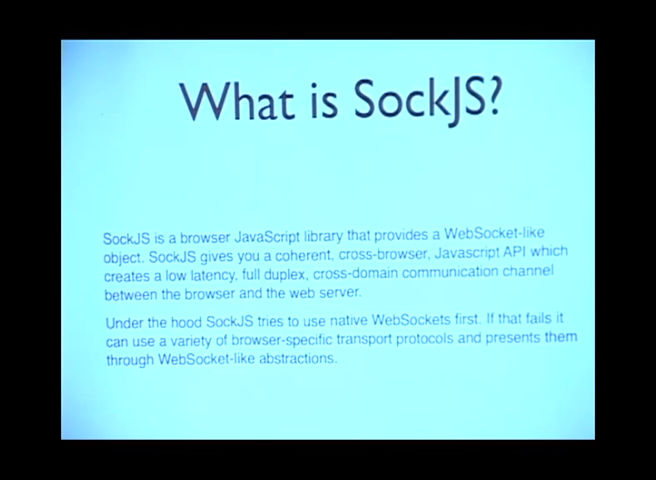 What is SockJS?
SockJS is a browser JavaScript library that provides a WebSocket-like
object. SockJS gives you a coherent, cross-browser, Javascript API which
creates a low latency, full duplex, cross-domain communication channel
between the browser and the web server.
Under the hood SockJS tries to use native WebSockets first. If that fails it
can use a variety of browser-specific transport protocols and presents them
through WebSocket-like abstractions.